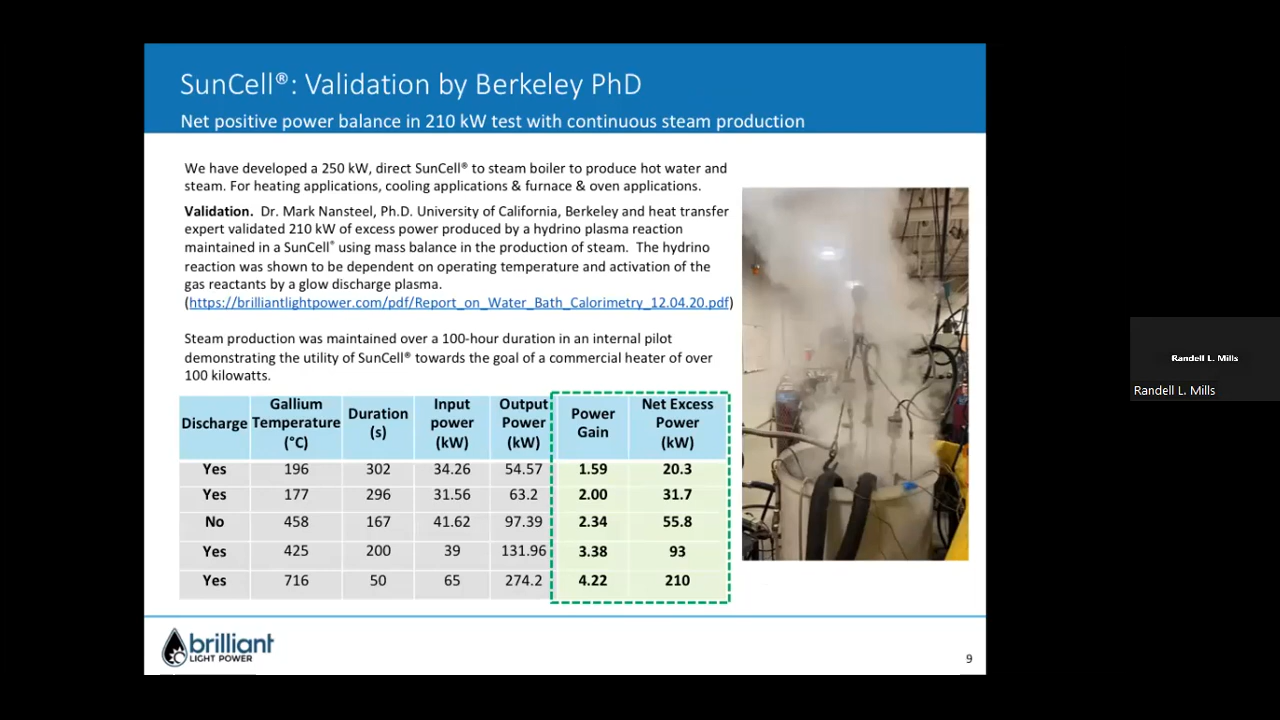 SunCell®: Validation by Berkeley PhD
Net positive power balance in 210 kW test with continuous steam production
We have developed a 250 kW, direct SunCell® to steam boiler to produce hot water and
steam. For heating applications, cooling applications & furnace & oven applications.
Validation. Dr. Mark Nansteel, Ph.D. University of California, Berkeley and heat transfer
expert validated 210 kW of excess power produced by a hydrino plasma reaction
maintained in a SunCell® using mass balance in the production of steam. The hydrino
reaction was shown to be dependent on operating temperature and activation of the
gas reactants by a glow discharge plasma.
(https://brilliantlightpower.com/pdf/Report_on_Water_Bath_Calorimetry_12.04.20.pdf)
Steam production was maintained over a 100-hour duration in an internal pilot
demonstrating the utility of SunCell® towards the goal of a commercial heater of over
100 kilowatts.
Discharge Gallium Temperature (°C) Duration (s) Input power (kW) Output Power (kW) Power Gain Net Excess Power (kW)
Yes 196 302 34.26 54.57 1.59 20.3
Yes 177 296 31.56 63.2 2.00 31.7
No 458 167 41.62 97.39 2.34 55.8
Yes 425 200 39 131.96 3.38 93
Yes 716 50 65 274.2 4.22 210
brilliant
LIGHT POWER
9
Randell L. Mills
Randell L. Mills